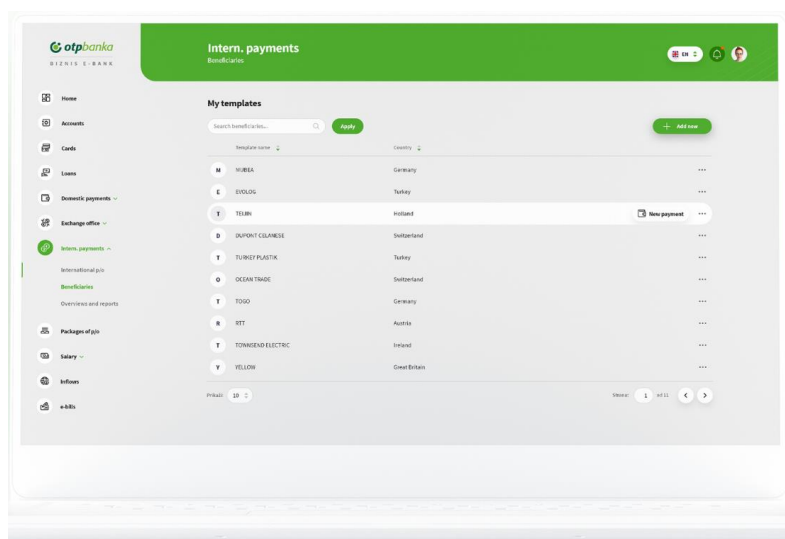 otpbanka
BIZNIS E-BANK
Intern. payments
Beneficiaries
EN
Home
Accounts
Cards
Loans
Domestic payments
Exchange office
Intern. payments
International p/o
Beneficiaries
Overviews and reports
Packages of p/o
Salary
Inflows
e-bills
My templates
Search beneficiaries...
Apply
+ Add new
Template name Country
M MUBEA Germany
E EVOLOG Turkey
T Holland New payment
D DUPONT CELANESE Switzerland
T TURKEY PLASTIK Turkey
O OCEAN TRADE Switzerland
T TOGO Germany
R RTT Austria
T TOWNSEND ELECTRIC Ireland
Y YELLOW Great Britain
Prikaži 10
1 od 11